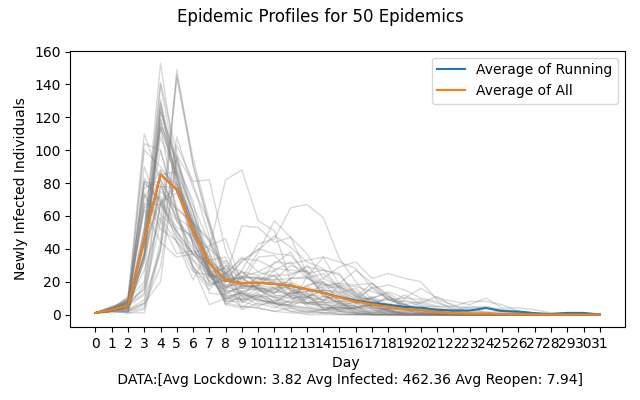 Epidemic Profiles for 50 Epidemics
Average of Running
Average of All
Newly Infected Individuals
160
140
120
100
80
60
40
20
0
0 1 2 3 4 5 6 7 8 9 10 11 12 13 14 15 16 17 18 19 20 21 22 23 24 25 26 27 28 29 30 31
Day
DATA:[Avg Lockdown: 3.82 Avg Infected: 462.36 Avg Reopen: 7.94]